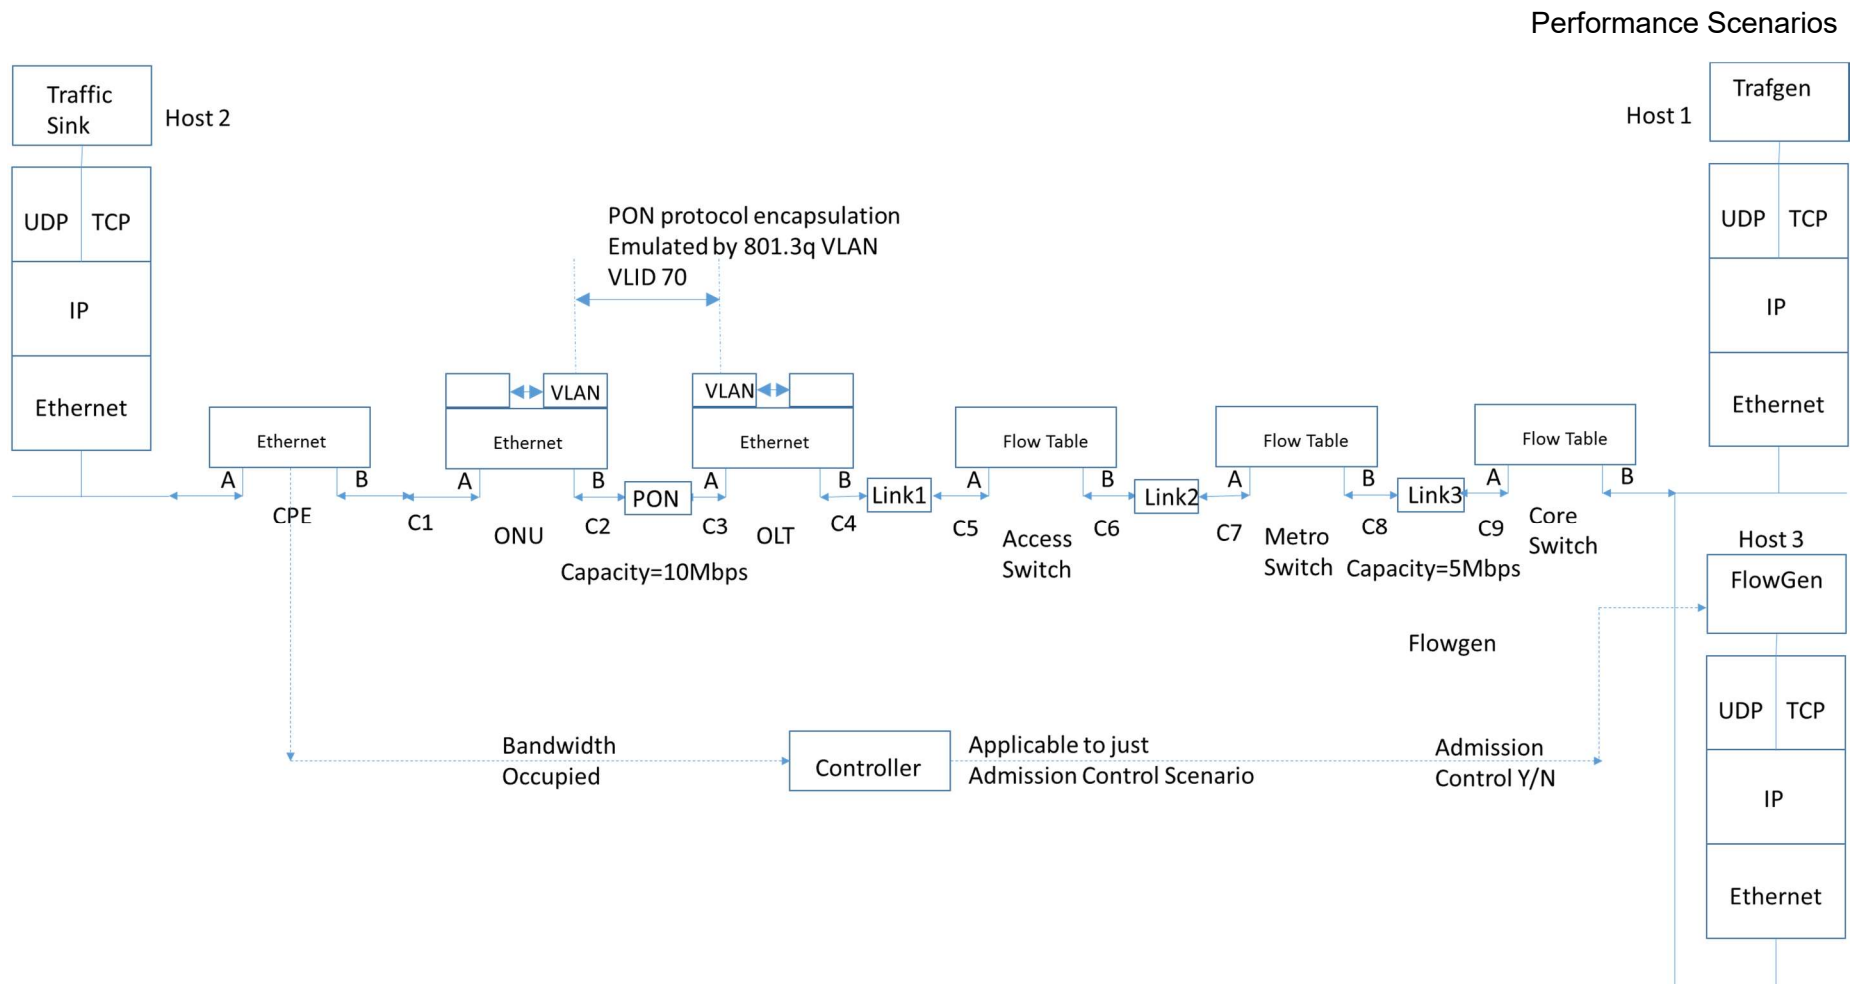 Performance Scenarios
Traffic
Sink
Host 2
UDP
TCP
IP
Ethernet
Host 1
Trafgen
UDP
TCP
IP
Ethernet
PON protocol encapsulation
Emulated by 801.3q VLAN
VLID 70
VLAN
VLAN
Ethernet
Ethernet
Ethernet
Flow Table
Flow Table
Flow Table
A
B
A
B
A
B
A
B
A
B
A
B
PON
Link1
Link2
Link3
CPE
C1
ONU
C2
C3
OLT
C4
C5
Access
Switch
C6
C7
Metro
Switch
C8
C9
Core
Switch
Capacity=10Mbps
Capacity=5Mbps
Host 3
FlowGen
Flowgen
UDP
TCP
IP
Ethernet
Bandwidth
Occupied
Controller
Applicable to just
Admission Control Scenario
Admission
Control Y/N